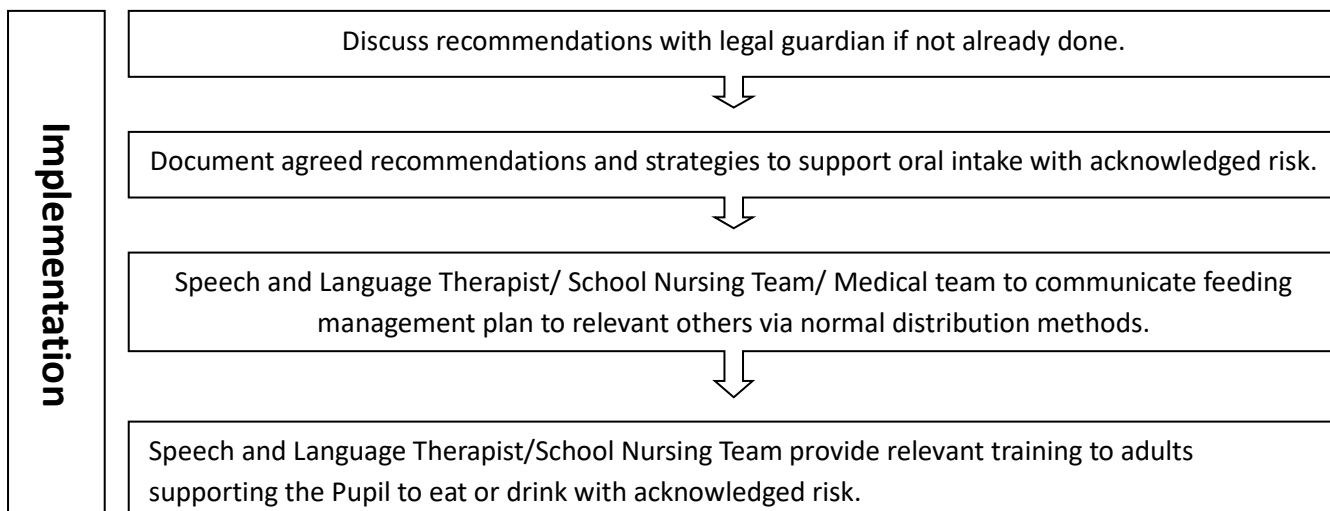 Implementation
Discuss recommendations with legal guardian if not already done.
Document agreed recommendations and strategies to support oral intake with acknowledged risk.
Speech and Language Therapist/ School Nursing Team/ Medical team to communicate feeding
management plan to relevant others via normal distribution methods.
Speech and Language Therapist/School Nursing Team provide relevant training to adults
supporting the Pupil to eat or drink with acknowledged risk.